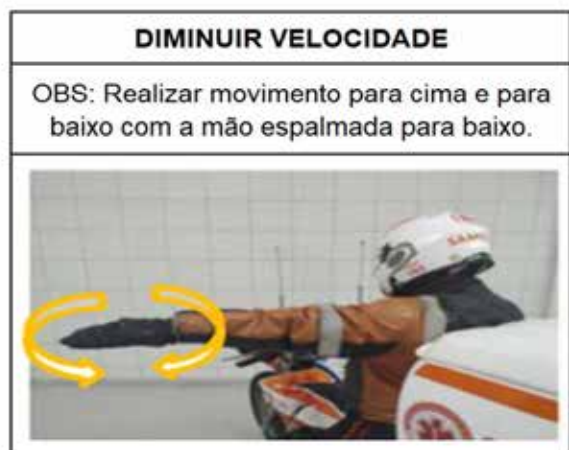 DIMINUIR VELOCIDADE
OBS: Realizar movimento para cima e para
baixo com a mão espalmada para baixo.